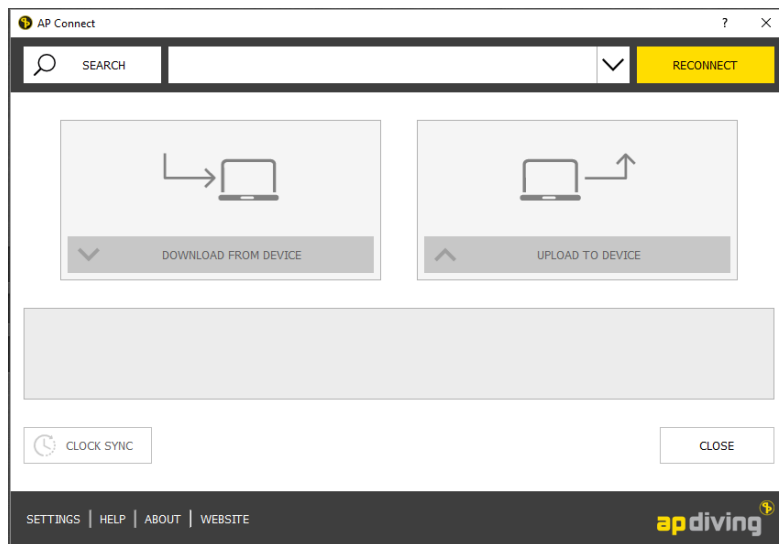 AP Connect
SEARCH
RECONNECT
DOWNLOAD FROM DEVICE
UPLOAD TO DEVICE
CLOCK SYNC
CLOSE
SETTINGS | HELP | ABOUT | WEBSITE
apdiving